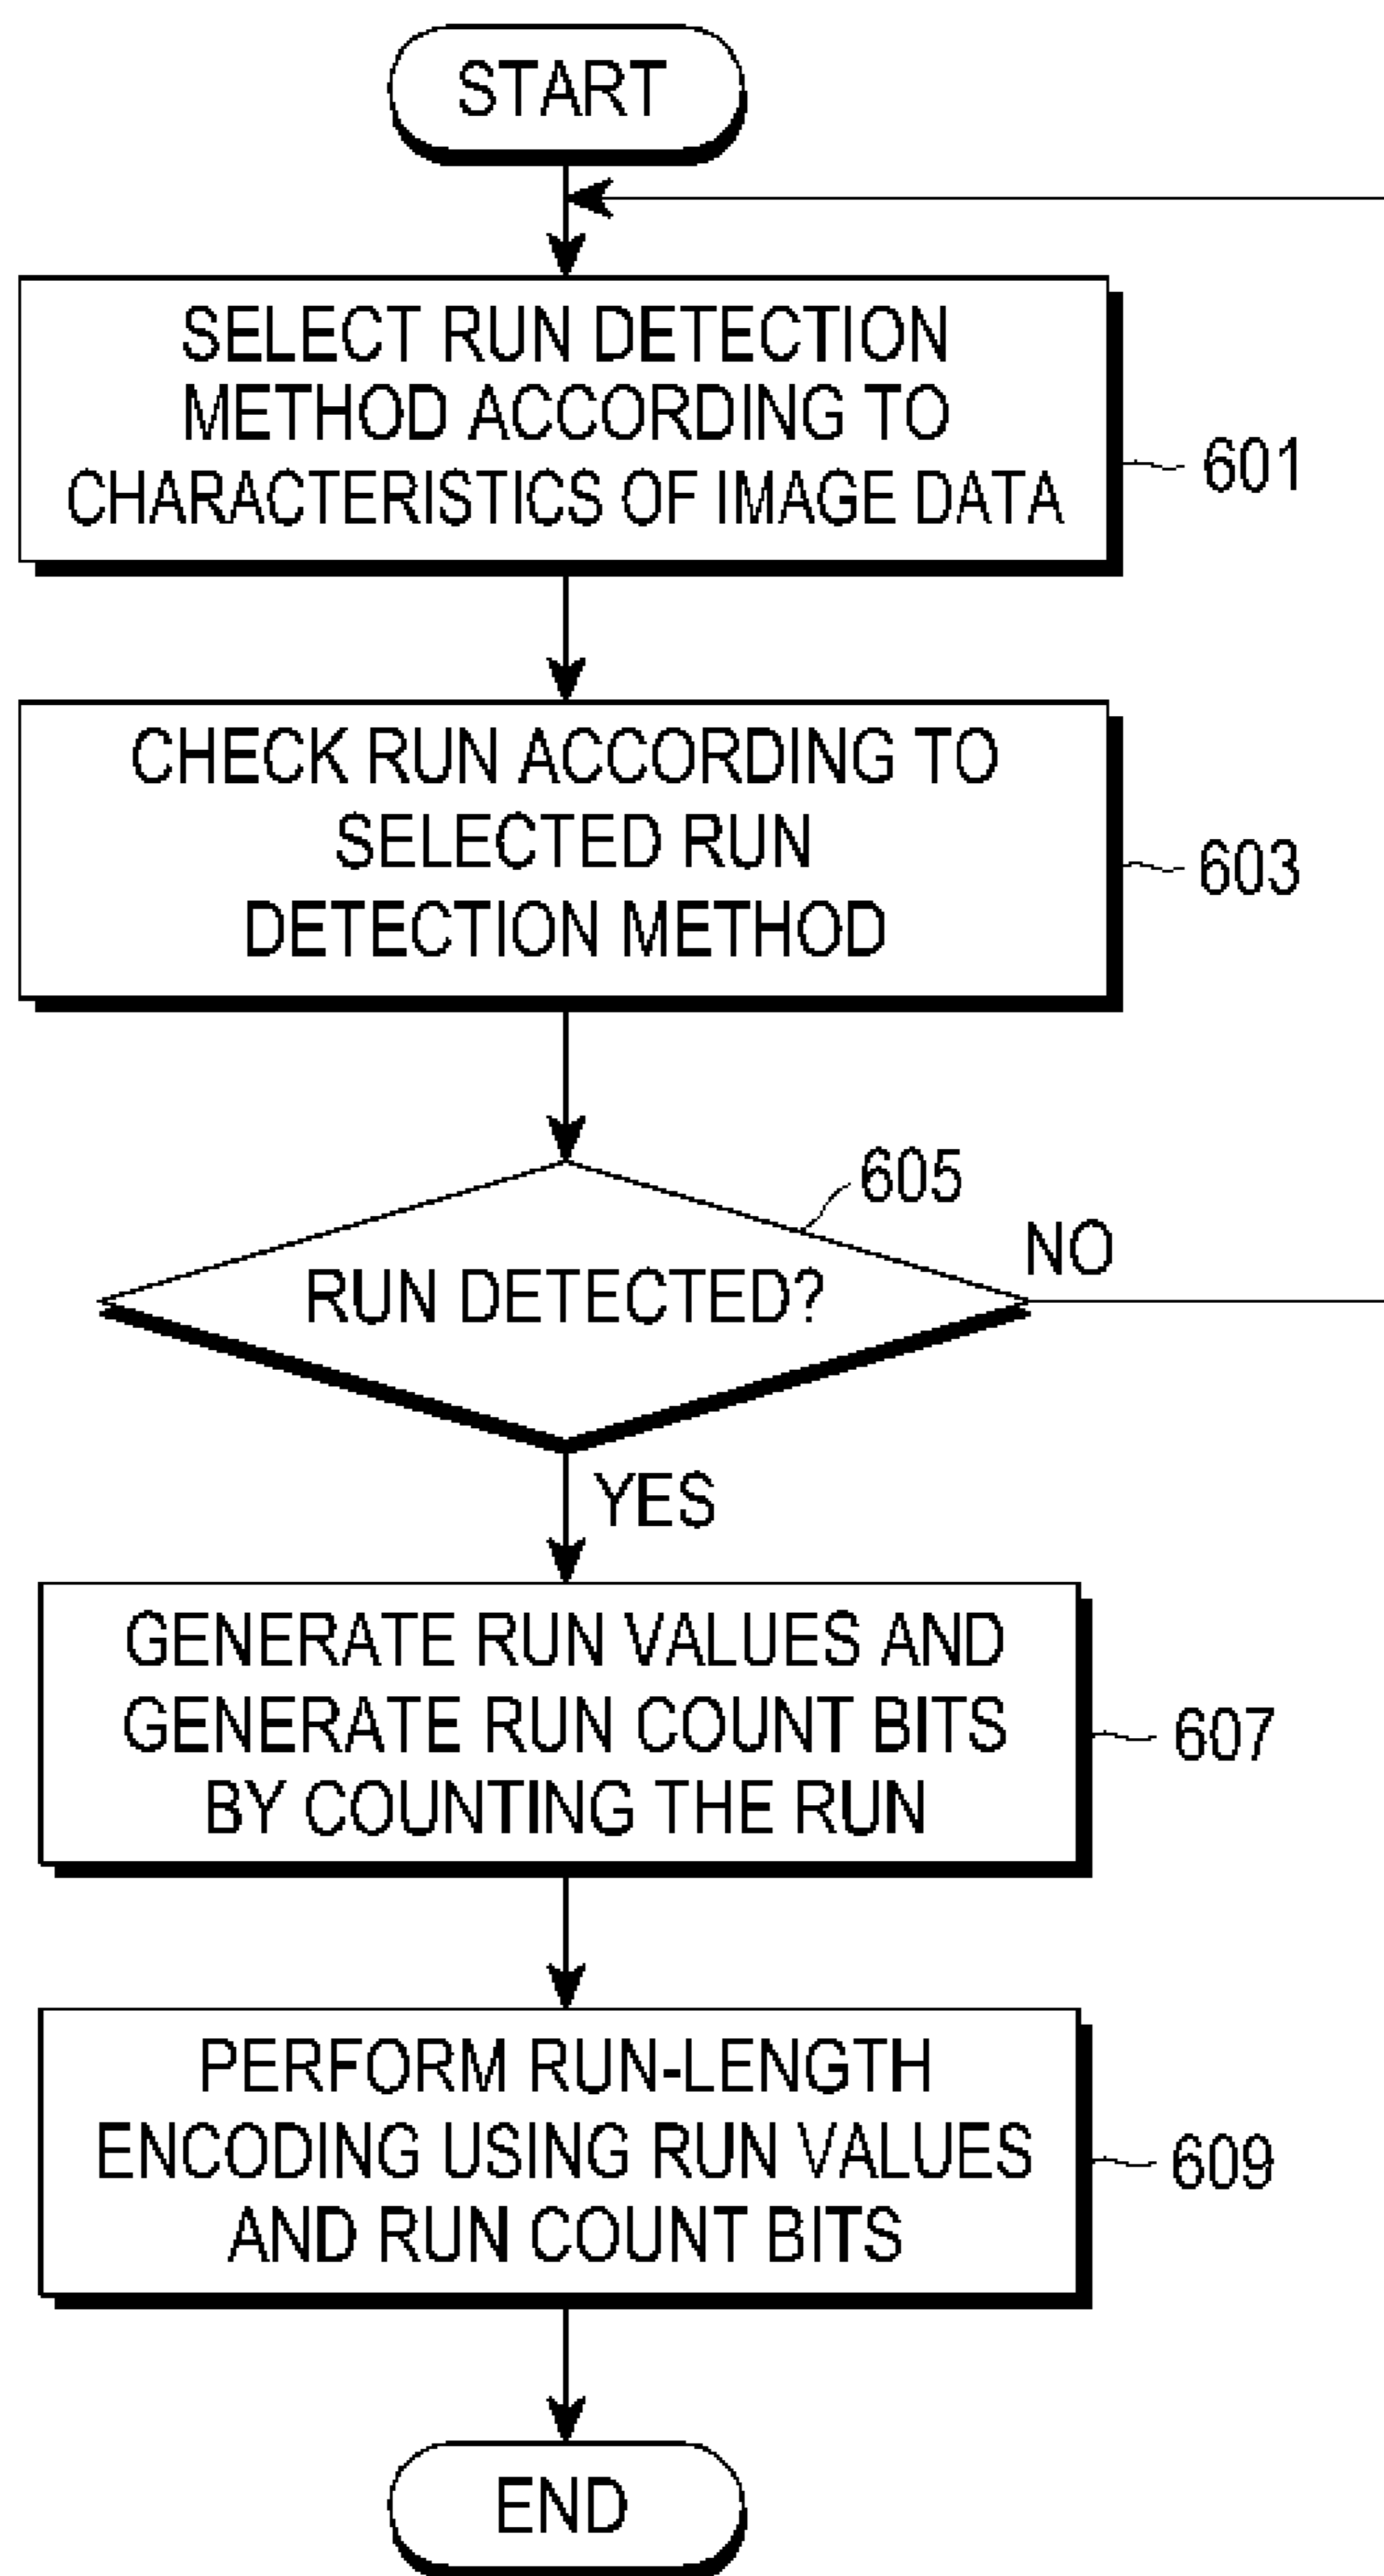 START
SELECT RUN DETECTION
METHOD ACCORDING TO
CHARACTERISTICS OF IMAGE DATA
601
CHECK RUN ACCORDING TO
SELECTED RUN
DETECTION METHOD
603
605
RUN DETECTED?
NO
YES
GENERATE RUN VALUES AND
GENERATE RUN COUNT BITS
BY COUNTING THE RUN
607
PERFORM RUN-LENGTH
ENCODING USING RUN VALUES
AND RUN COUNT BITS
609
END